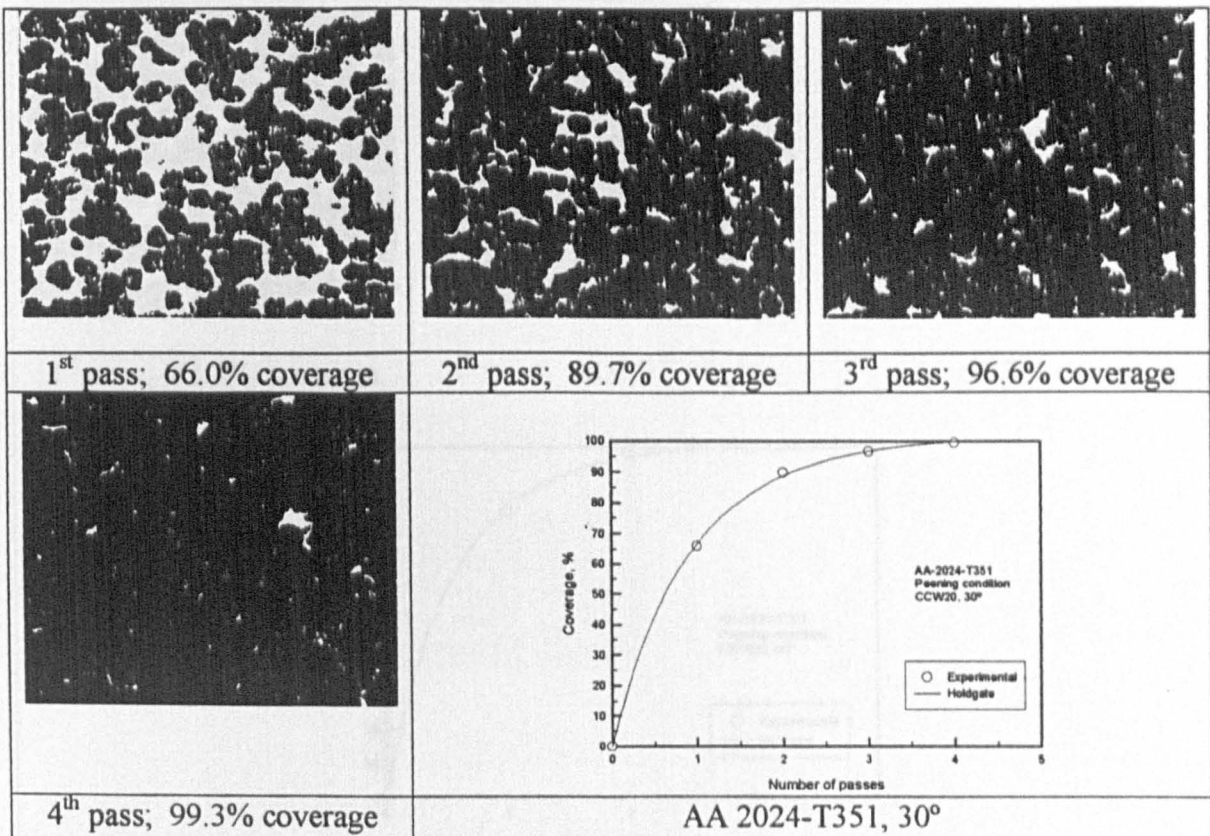 1st pass; 66.0% coverage
2nd pass; 89.7% coverage
3rd pass; 96.6% coverage
100
90
80
70
60
50
40
30
20
10
0
Coverage, %
AA-2024-T351
Peening condition
CCW20, 30º
Experimental
Holdgate
0 1 2 3 4 5
Number of passes
4th pass; 99.3% coverage
AA 2024-T351, 30º